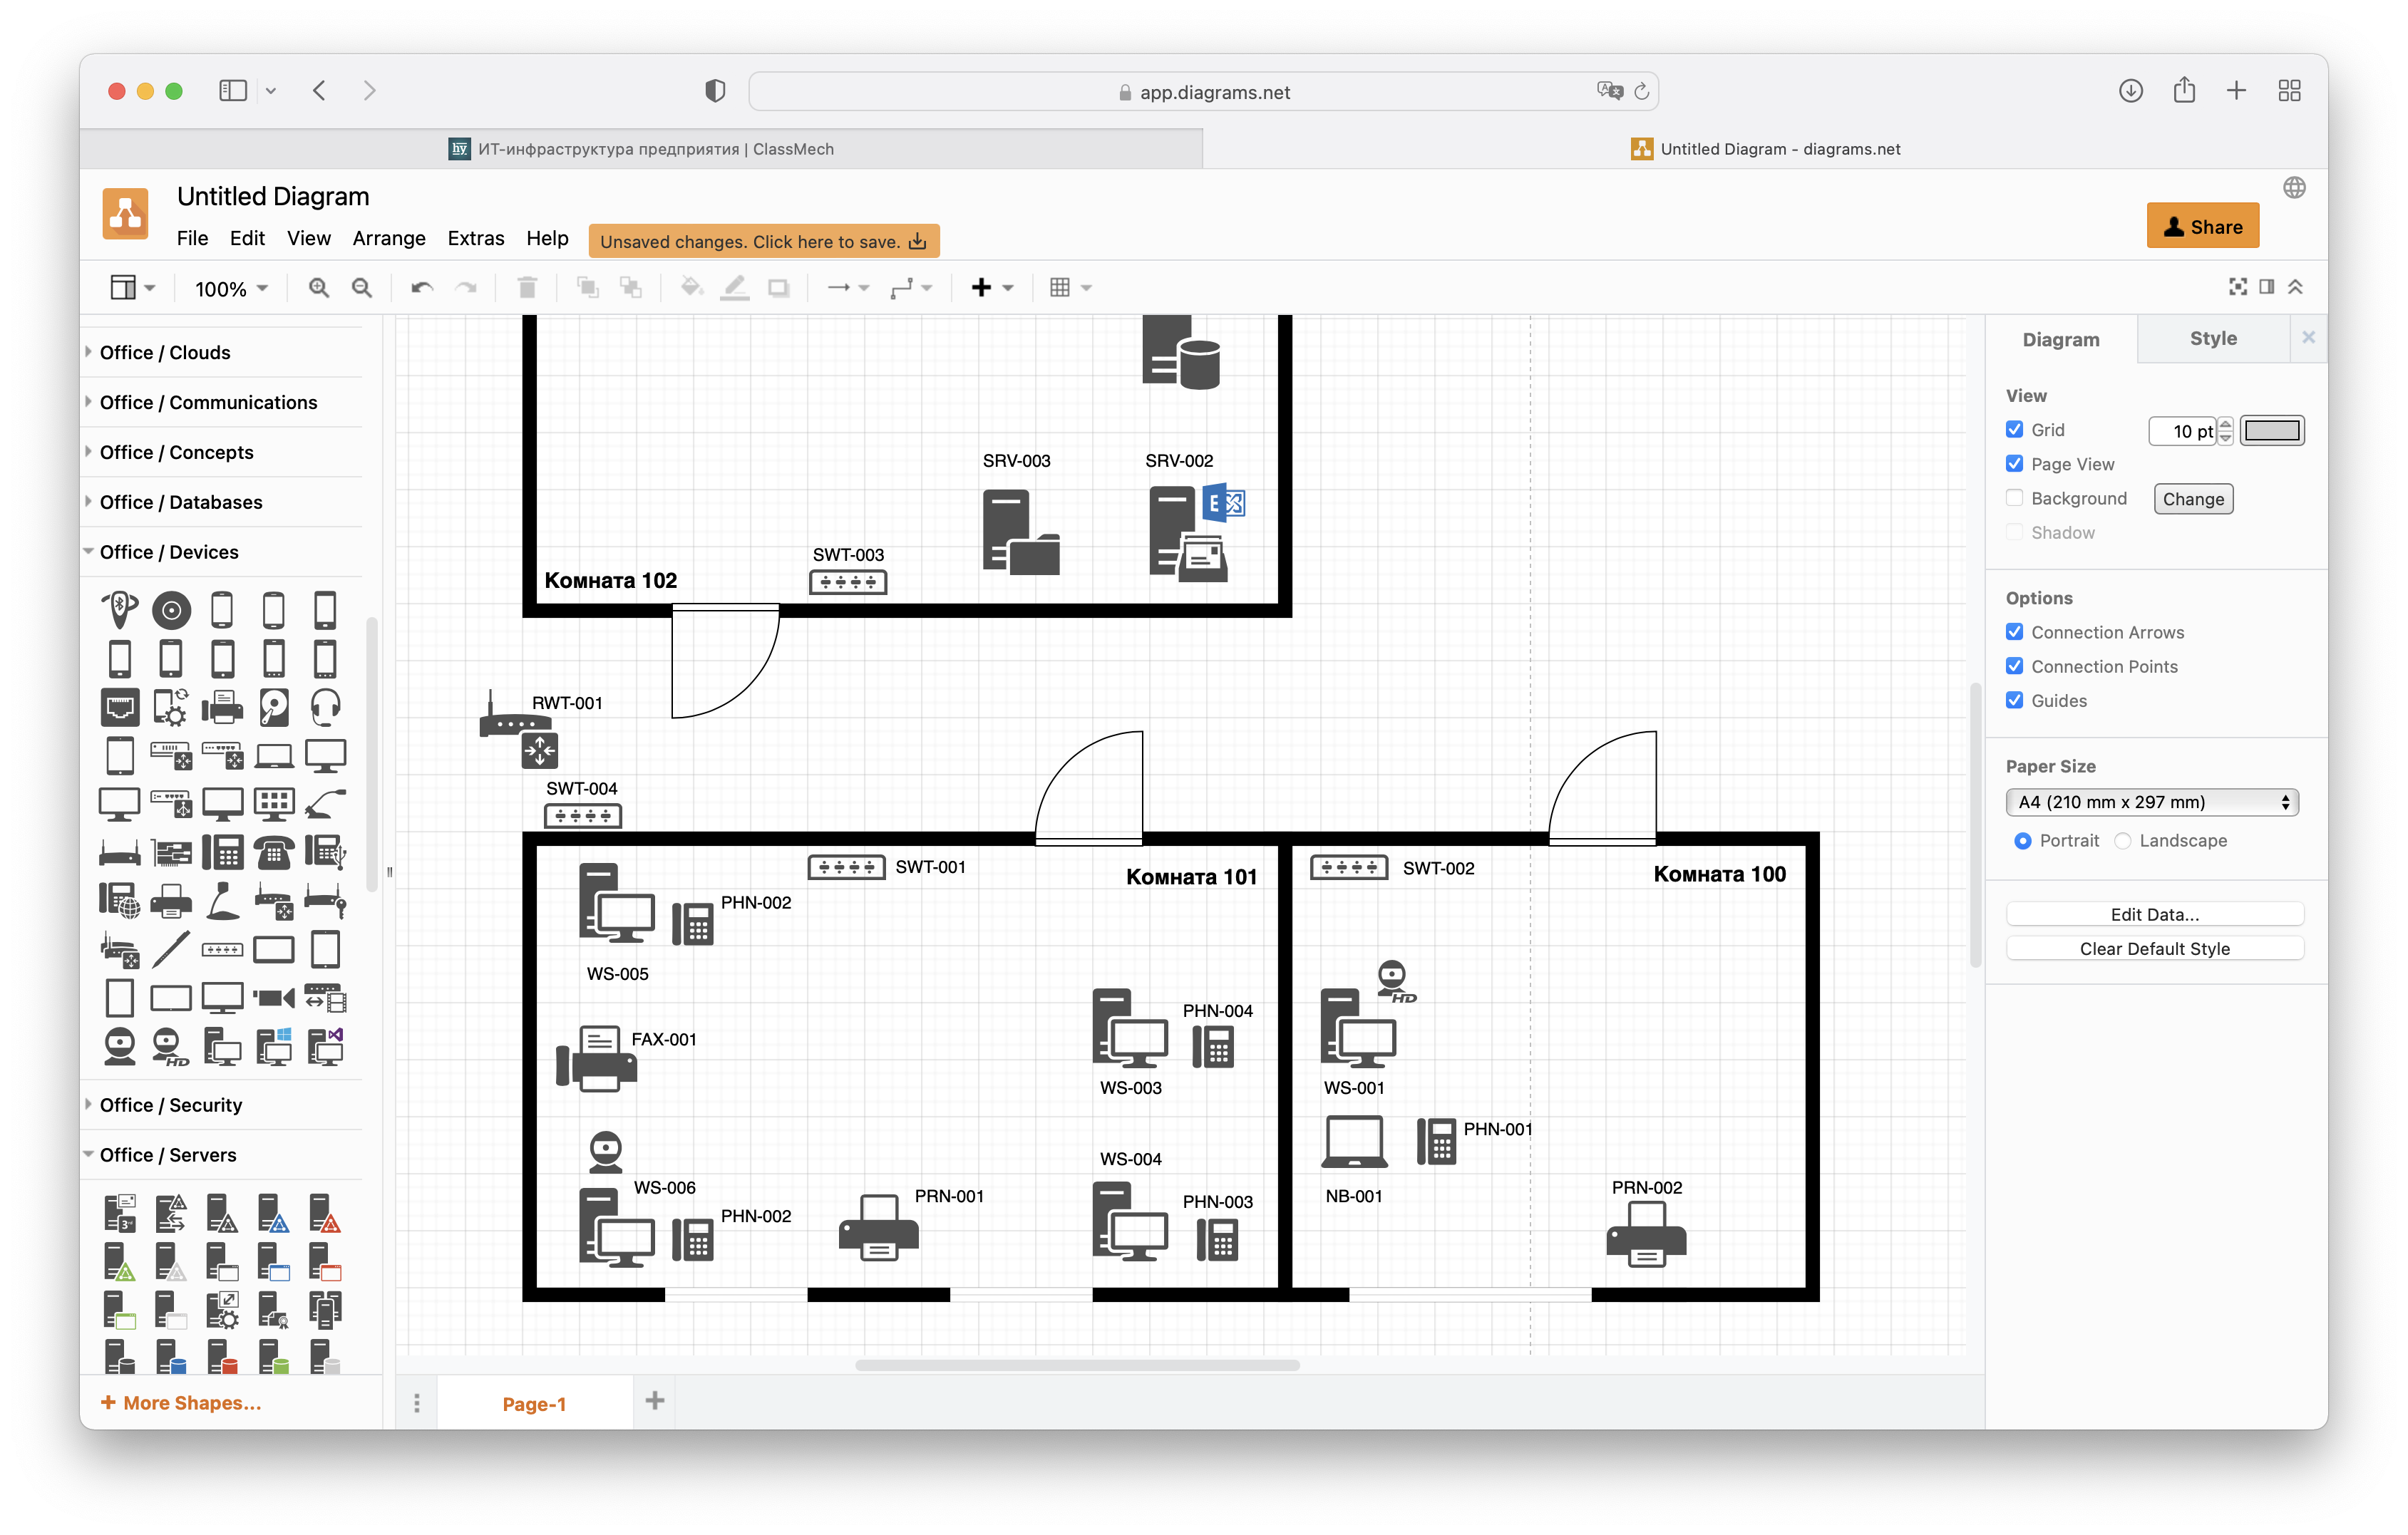 app.diagrams.net
hy ИТ-инфраструктура предприятия | ClassMech
Untitled Diagram - diagrams.net
Untitled Diagram
File Edit View Arrange Extras Help
Unsaved changes. Click here to save.
Share
100%
Office / Clouds
Office / Communications
Office / Concepts
Office / Databases
Office / Devices
HD
Office / Security
Office / Servers
+ More Shapes...
SRV-003
SRV-002
E
SWT-003
Комната 102
RWT-001
SWT-004
SWT-001
Комната 101
SWT-002
Комната 100
PHN-002
WS-005
HD
PHN-004
FAX-001
WS-003
WS-001
PHN-001
WS-004
WS-006
PRN-001
PHN-003
NB-001
PRN-002
PHN-002
Page-1
Diagram
Style
View
Grid
10 pt
Page View
Background
Change
Shadow
Options
Connection Arrows
Connection Points
Guides
Paper Size
A4 (210 mm x 297 mm)
Portrait
Landscape
Edit Data...
Clear Default Style